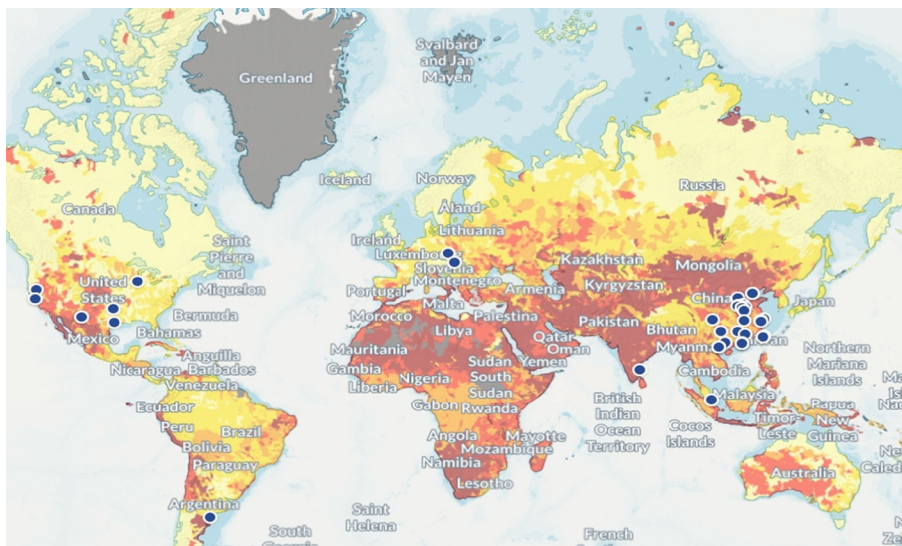 Greenland
Svalbard
and Jan
Mayen
Iceland
Norway
Russia
Canada
Åland
Lithuania
Saint
Pierre
and
Miquelon
Ireland
Slovenia
Montenegro
Kazakhstan
Mongolia
United
States
Portugal
Armenia
Kyrgyzstan
China
Japan
Bermuda
Morocco
Malta
Palestina
Pakistan
Mexico
Bahamas
Libya
Bhutan
Mauritania
Qatar
Oman
Anguilla
Barbados
Nicaragua
Gambia
Sudan
Yemen
Cambodia
Northern
Mariana
Islands
Venezuela
Liberia
Nigeria
South
Sudan
British
Indian
Ocean
Territory
Malaysia
Ecuador
Gabon
Rwanda
Cocos
Islands
Timor
Leste
Papua
New
Guinea
Peru
Brazil
Bolivia
Angola
Mayotte
Mozambique
Paraguay
Namibia
Australia
Lesotho
Argentina
Saint
Helena
South
French